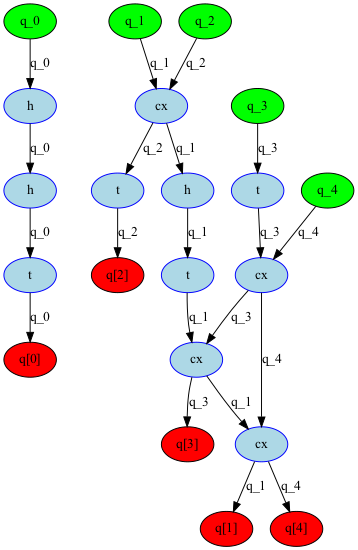 q_0 q_1 q_2
q_0 q_1 q_2
h cx q_3
q_0 q_2 q_1 q_3
h t h t q_4
q_0 q_2 q_1 q_3 q_4
t q[2] t cx
q_0 q_1 q_3 q_4
q[0] cx
q_3 q_1
q[3] cx
q_1 q_4
q[1] q[4]